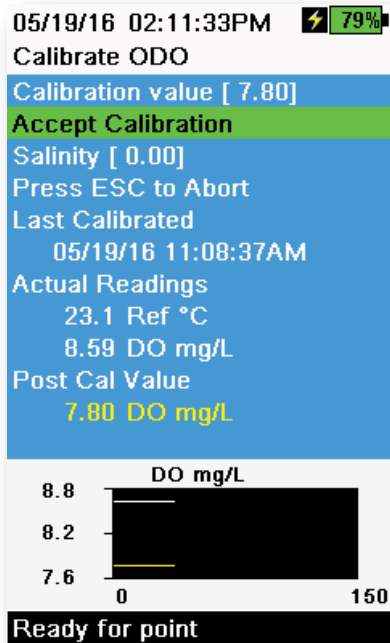 05/19/16 02:11:33PM 79%
Calibrate ODO
Calibration value [ 7.80]
Accept Calibration
Salinity [ 0.00]
Press ESC to Abort
Last Calibrated
05/19/16 11:08:37AM
Actual Readings
23.1 Ref °C
8.59 DO mg/L
Post Cal Value
7.80 DO mg/L
DO mg/L
8.8
8.2
7.6
0 150
Ready for point